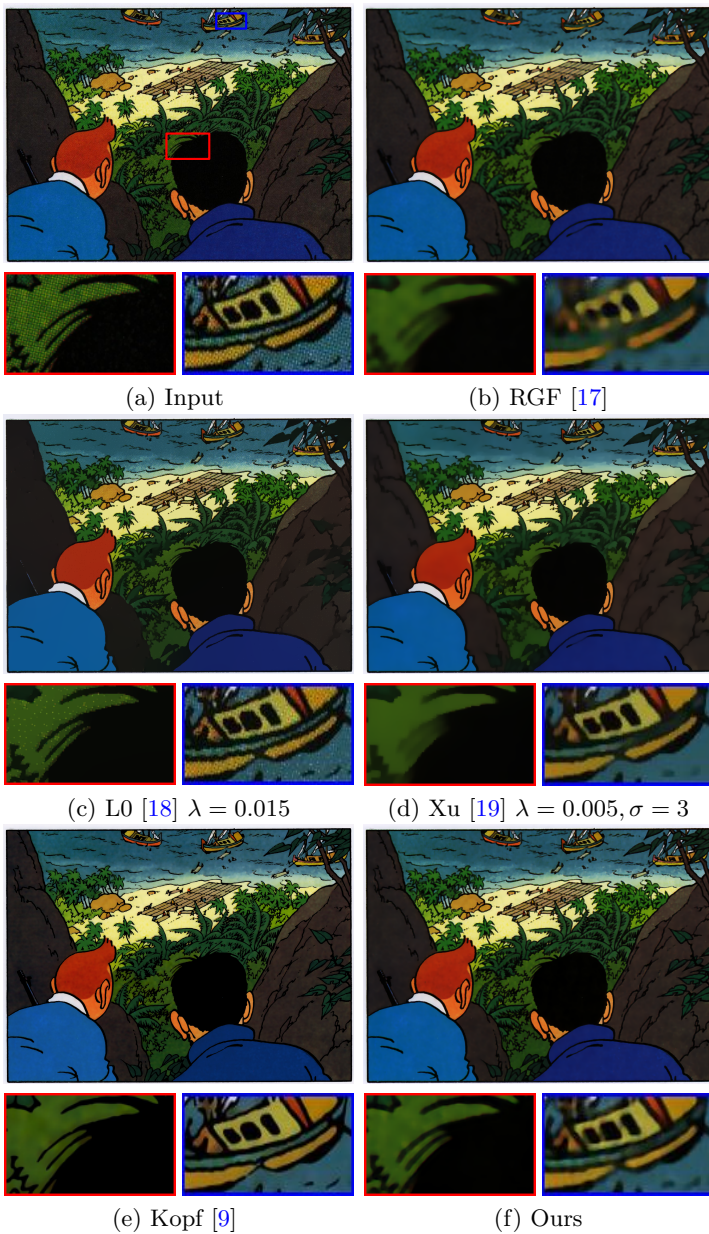 (a) Input
(b) RGF [17]
(c) L0 [18] λ = 0.015
(d) Xu [19] λ = 0.005, σ = 3
(e) Kopf [9]
(f) Ours